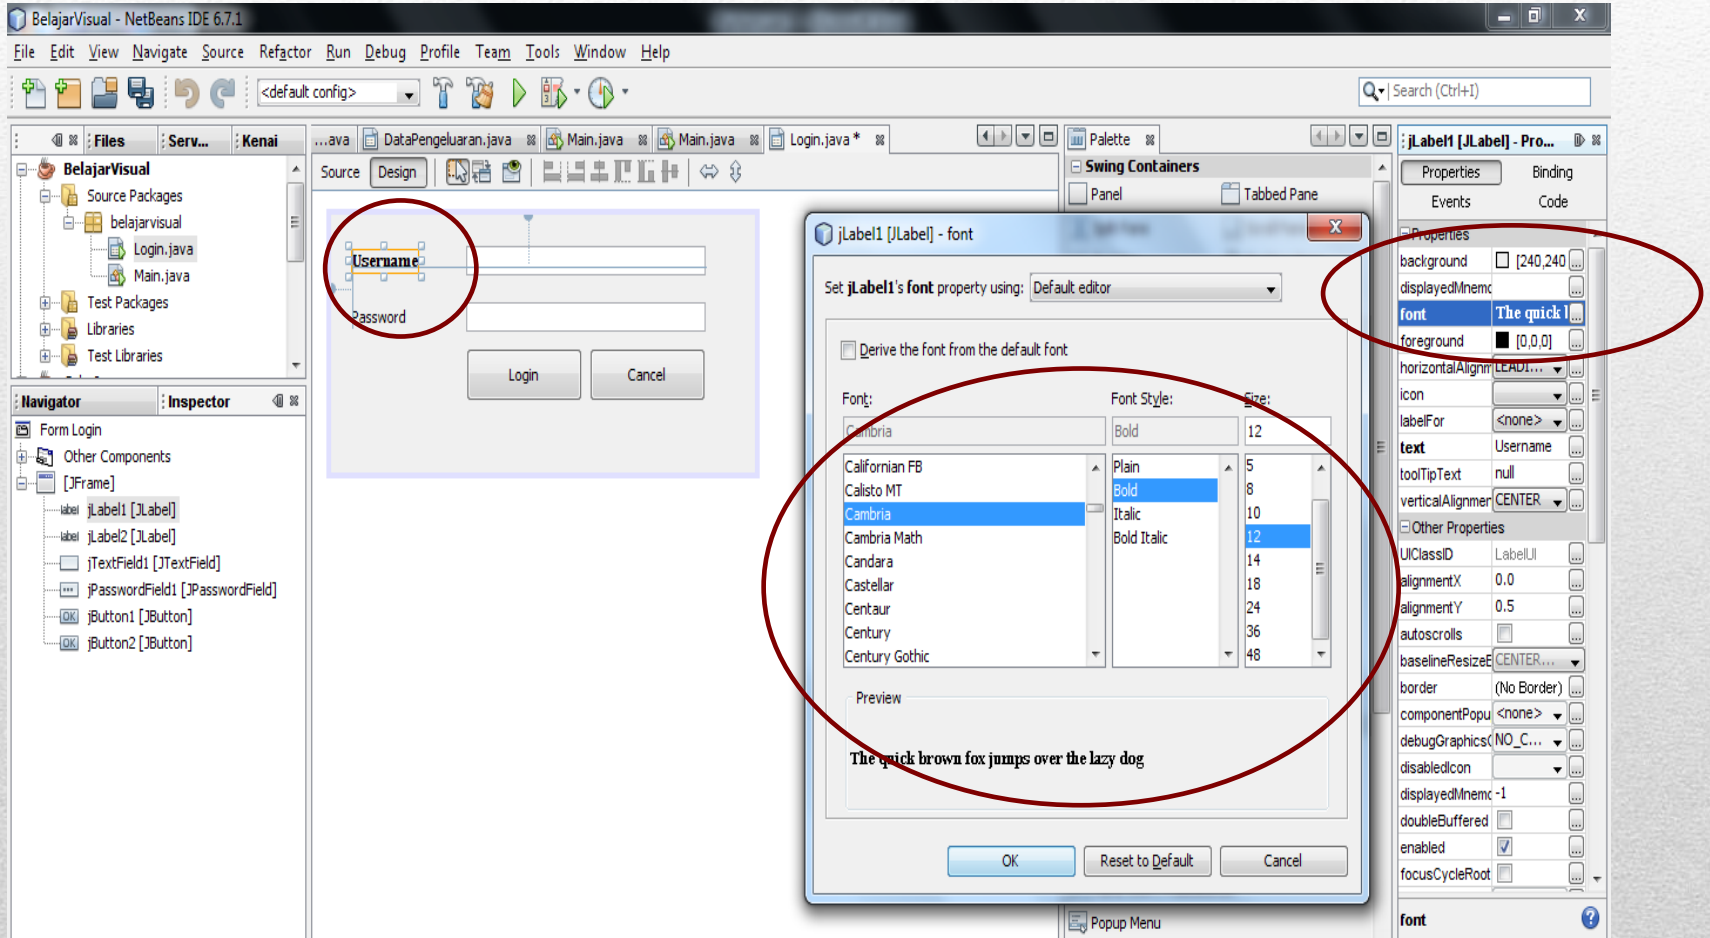 BelajarVisual - NetBeans IDE 6.7.1
File Edit View Navigate Source Refactor Run Debug Profile Team Tools Window Help
<default config>
Search (Ctrl+I)
Files Serv... Kenai
BelajarVisual
Source Packages
belajarvisual
Login.java
Main.java
Test Packages
Libraries
Test Libraries
Navigator Inspector
Form Login
Other Components
[JFrame]
label jLabel1 [JLabel]
label jLabel2 [JLabel]
jTextField1 [JTextField]
jPasswordField1 [JPasswordField]
OK jButton1 [JButton]
OK jButton2 [JButton]
...ava DataPengeluaran.java Main.java Main.java Login.java *
Source Design
Username
Password
Login Cancel
Palette
Swing Containers
Panel Tabbed Pane
Popup Menu
jLabel1 [JLabel] - font
Set jLabel1's font property using: Default editor
Derive the font from the default font
Font: Font Style: Size:
Cambria Bold 12
Californian FB Plain 5
Calisto MT Bold 8
Cambria Italic 10
Cambria Math Bold Italic 12
Candara 14
Castellar 18
Centaur 24
Century 36
Century Gothic 48
Preview
The quick brown fox jumps over the lazy dog
OK Reset to Default Cancel
jLabel1 [JLabel] - Pro...
Properties Binding
Events Code
Properties
background [240,240
displayedMnemc
font The quick l
foreground [0,0,0]
horizontalAlignm LEADI...
icon
labelFor <none>
text Username
toolTipText null
verticalAlignmer CENTER
Other Properties
UIClassID LabelUI
alignmentX 0.0
alignmentY 0.5
autoscrolls
baselineResizeB CENTER...
border (No Border)
componentPopu <none>
debugGraphicsO NO_C...
disabledIcon
displayedMnemc -1
doubleBuffered
enabled
focusCycleRoot
font